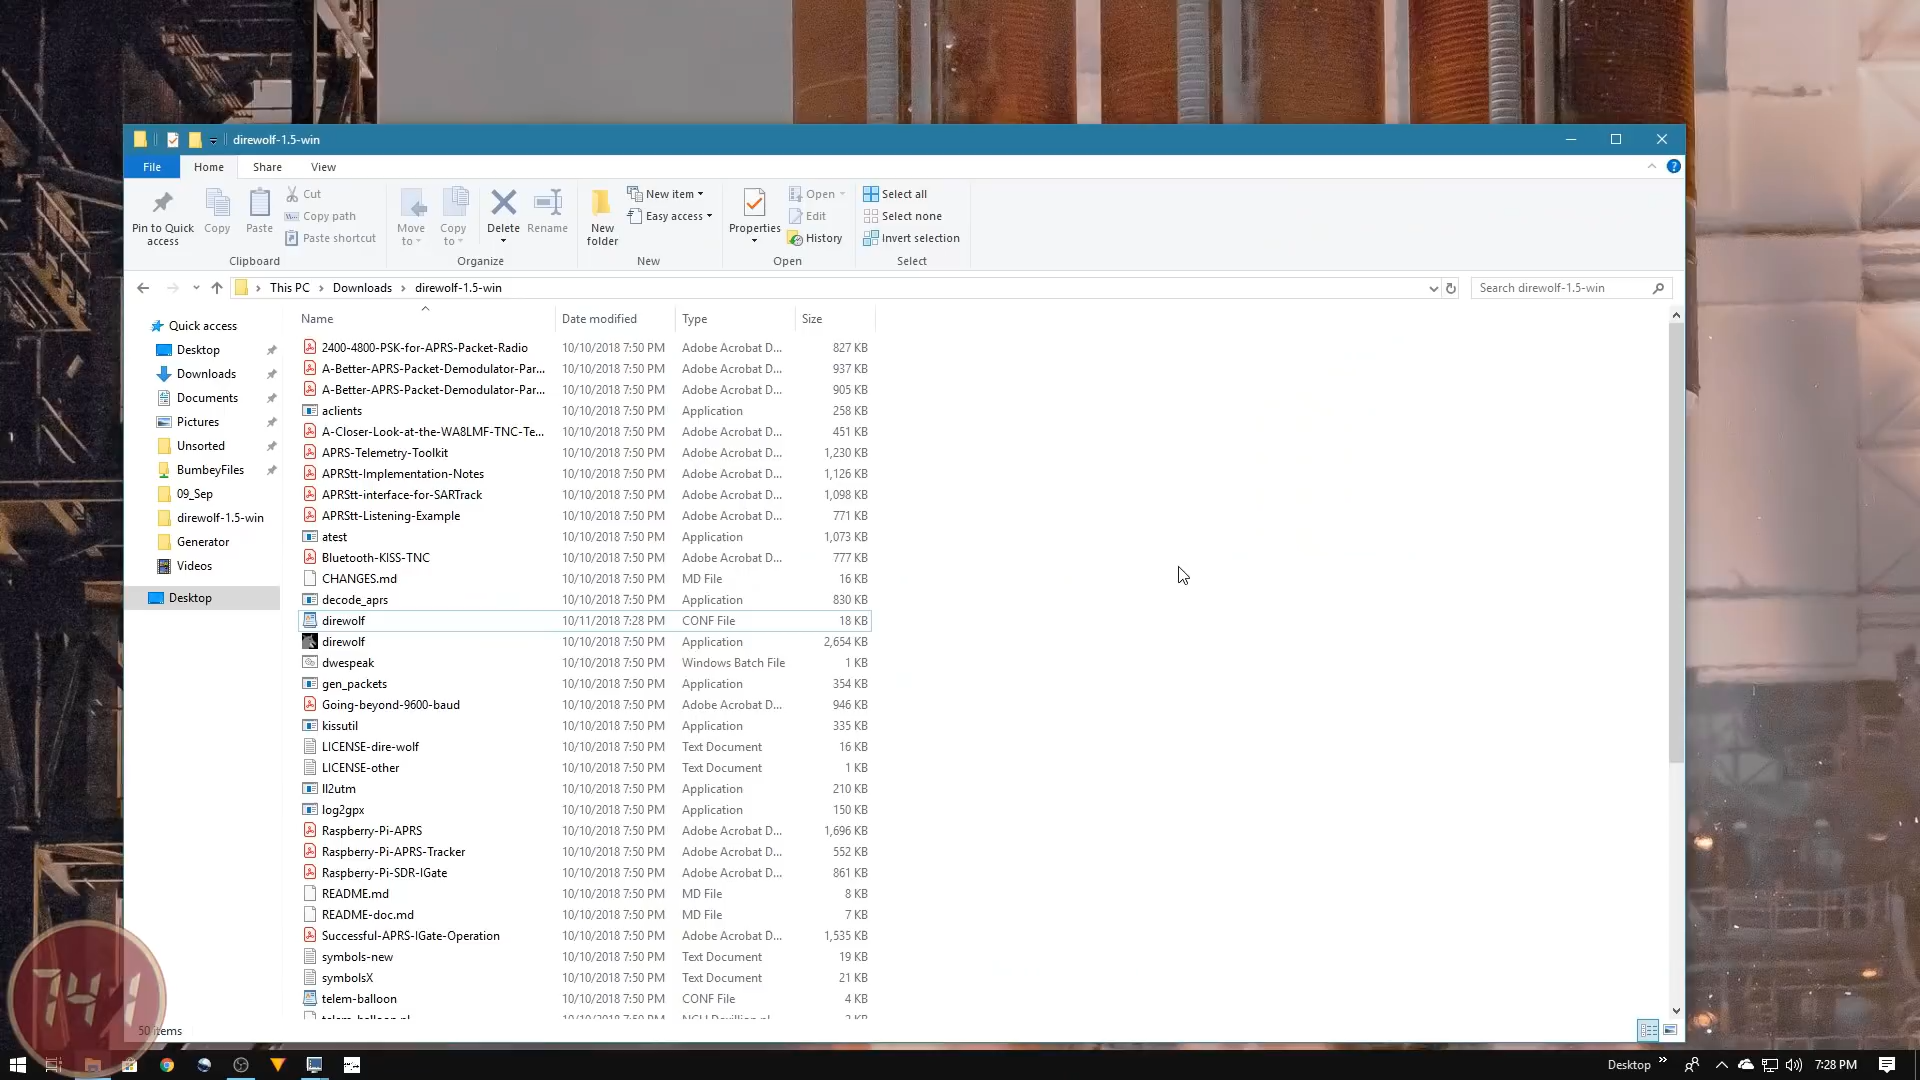 direwolf-1.5-win
File Home Share View
Pin to Quick access
Copy
Paste
Cut
Copy path
Paste shortcut
Clipboard
Move to
Copy to
Delete
Rename
Organize
New folder
New item
Easy access
New
Properties
Open
Edit
History
Open
Select all
Select none
Invert selection
Select
This PC > Downloads > direwolf-1.5-win
Search direwolf-1.5-win
Quick access
Desktop
Downloads
Documents
Pictures
Unsorted
BumbeyFiles
09_Sep
direwolf-1.5-win
Generator
Videos
Desktop
Name Date modified Type Size
2400-4800-PSK-for-APRS-Packet-Radio 10/10/2018 7:50 PM Adobe Acrobat D... 827 KB
A-Better-APRS-Packet-Demodulator-Par... 10/10/2018 7:50 PM Adobe Acrobat D... 937 KB
A-Better-APRS-Packet-Demodulator-Par... 10/10/2018 7:50 PM Adobe Acrobat D... 905 KB
aclients 10/10/2018 7:50 PM Application 258 KB
A-Closer-Look-at-the-WA8LMF-TNC-Te... 10/10/2018 7:50 PM Adobe Acrobat D... 451 KB
APRS-Telemetry-Toolkit 10/10/2018 7:50 PM Adobe Acrobat D... 1,230 KB
APRStt-Implementation-Notes 10/10/2018 7:50 PM Adobe Acrobat D... 1,126 KB
APRStt-interface-for-SARTrack 10/10/2018 7:50 PM Adobe Acrobat D... 1,098 KB
APRStt-Listening-Example 10/10/2018 7:50 PM Adobe Acrobat D... 771 KB
atest 10/10/2018 7:50 PM Application 1,073 KB
Bluetooth-KISS-TNC 10/10/2018 7:50 PM Adobe Acrobat D... 777 KB
CHANGES.md 10/10/2018 7:50 PM MD File 16 KB
decode_aprs 10/10/2018 7:50 PM Application 830 KB
direwolf 10/11/2018 7:28 PM CONF File 18 KB
direwolf 10/10/2018 7:50 PM Application 2,654 KB
dwespeak 10/10/2018 7:50 PM Windows Batch File 1 KB
gen_packets 10/10/2018 7:50 PM Application 354 KB
Going-beyond-9600-baud 10/10/2018 7:50 PM Adobe Acrobat D... 946 KB
kissutil 10/10/2018 7:50 PM Application 335 KB
LICENSE-dire-wolf 10/10/2018 7:50 PM Text Document 16 KB
LICENSE-other 10/10/2018 7:50 PM Text Document 1 KB
ll2utm 10/10/2018 7:50 PM Application 210 KB
log2gpx 10/10/2018 7:50 PM Application 150 KB
Raspberry-Pi-APRS 10/10/2018 7:50 PM Adobe Acrobat D... 1,696 KB
Raspberry-Pi-APRS-Tracker 10/10/2018 7:50 PM Adobe Acrobat D... 552 KB
Raspberry-Pi-SDR-IGate 10/10/2018 7:50 PM Adobe Acrobat D... 861 KB
README.md 10/10/2018 7:50 PM MD File 8 KB
README-doc.md 10/10/2018 7:50 PM MD File 7 KB
Successful-APRS-IGate-Operation 10/10/2018 7:50 PM Adobe Acrobat D... 1,535 KB
symbols-new 10/10/2018 7:50 PM Text Document 19 KB
symbolsX 10/10/2018 7:50 PM Text Document 21 KB
telem-balloon 10/10/2018 7:50 PM CONF File 4 KB
50 items
741
Desktop
7:28 PM